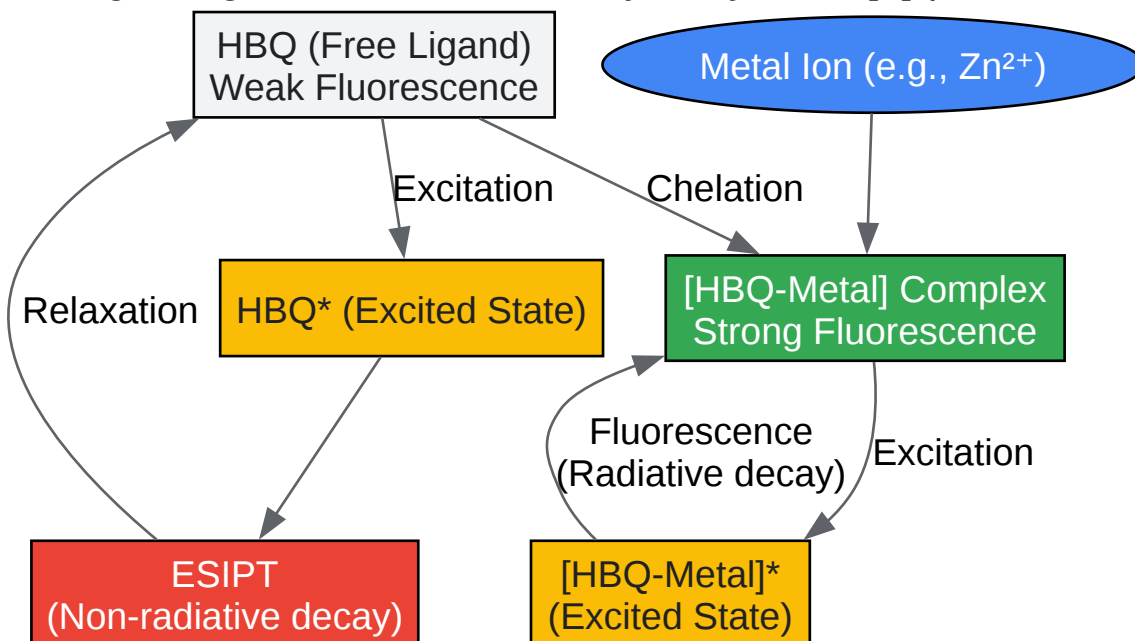 HBQ (Free Ligand)
Weak Fluorescence
Metal Ion (e.g., Zn²⁺)
Excitation
Chelation
Relaxation
HBQ* (Excited State)
[HBQ-Metal] Complex
Strong Fluorescence
Fluorescence
(Radiative decay)
Excitation
ESIPT
(Non-radiative decay)
[HBQ-Metal]*
(Excited State)